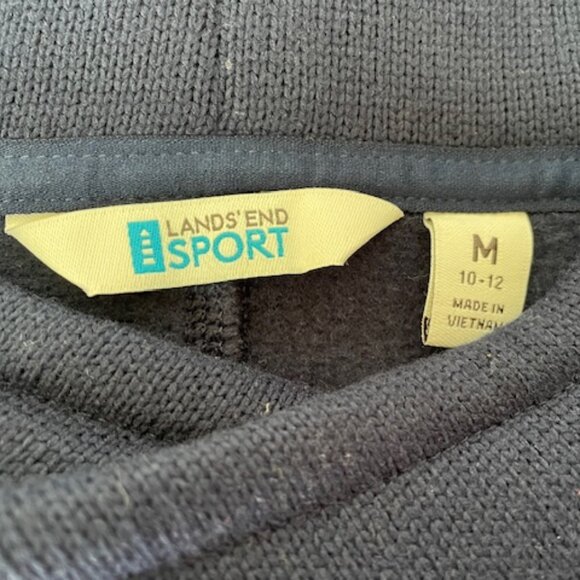 LANDS' END
SPORT
M
10-12
MADE IN
VIETNAM